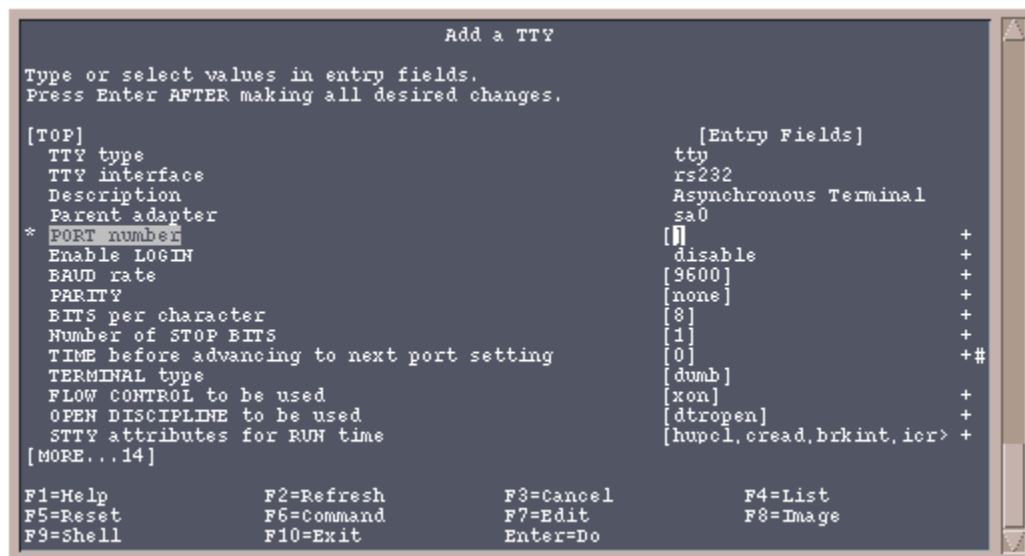 Add a TTY
Type or select values in entry fields.
Press Enter AFTER making all desired changes.
[TOP] [Entry Fields]
TTY type tty
TTY interface rs232
Description Asynchronous Terminal
Parent adapter sa0
* PORT number [] +
Enable LOGIN disable +
BAUD rate [9600] +
PARITY [none] +
BITS per character [8] +
Number of STOP BITS [1] +
TIME before advancing to next port setting [0] +#
TERMINAL type [dumb]
FLOW CONTROL to be used [xon] +
OPEN DISCIPLINE to be used [dtropen] +
STTY attributes for RUN time [hupcl,cread,brkint,icr> +
[MORE...14]
F1=Help F2=Refresh F3=Cancel F4=List
F5=Reset F6=Command F7=Edit F8=Image
F9=Shell F10=Exit Enter=Do